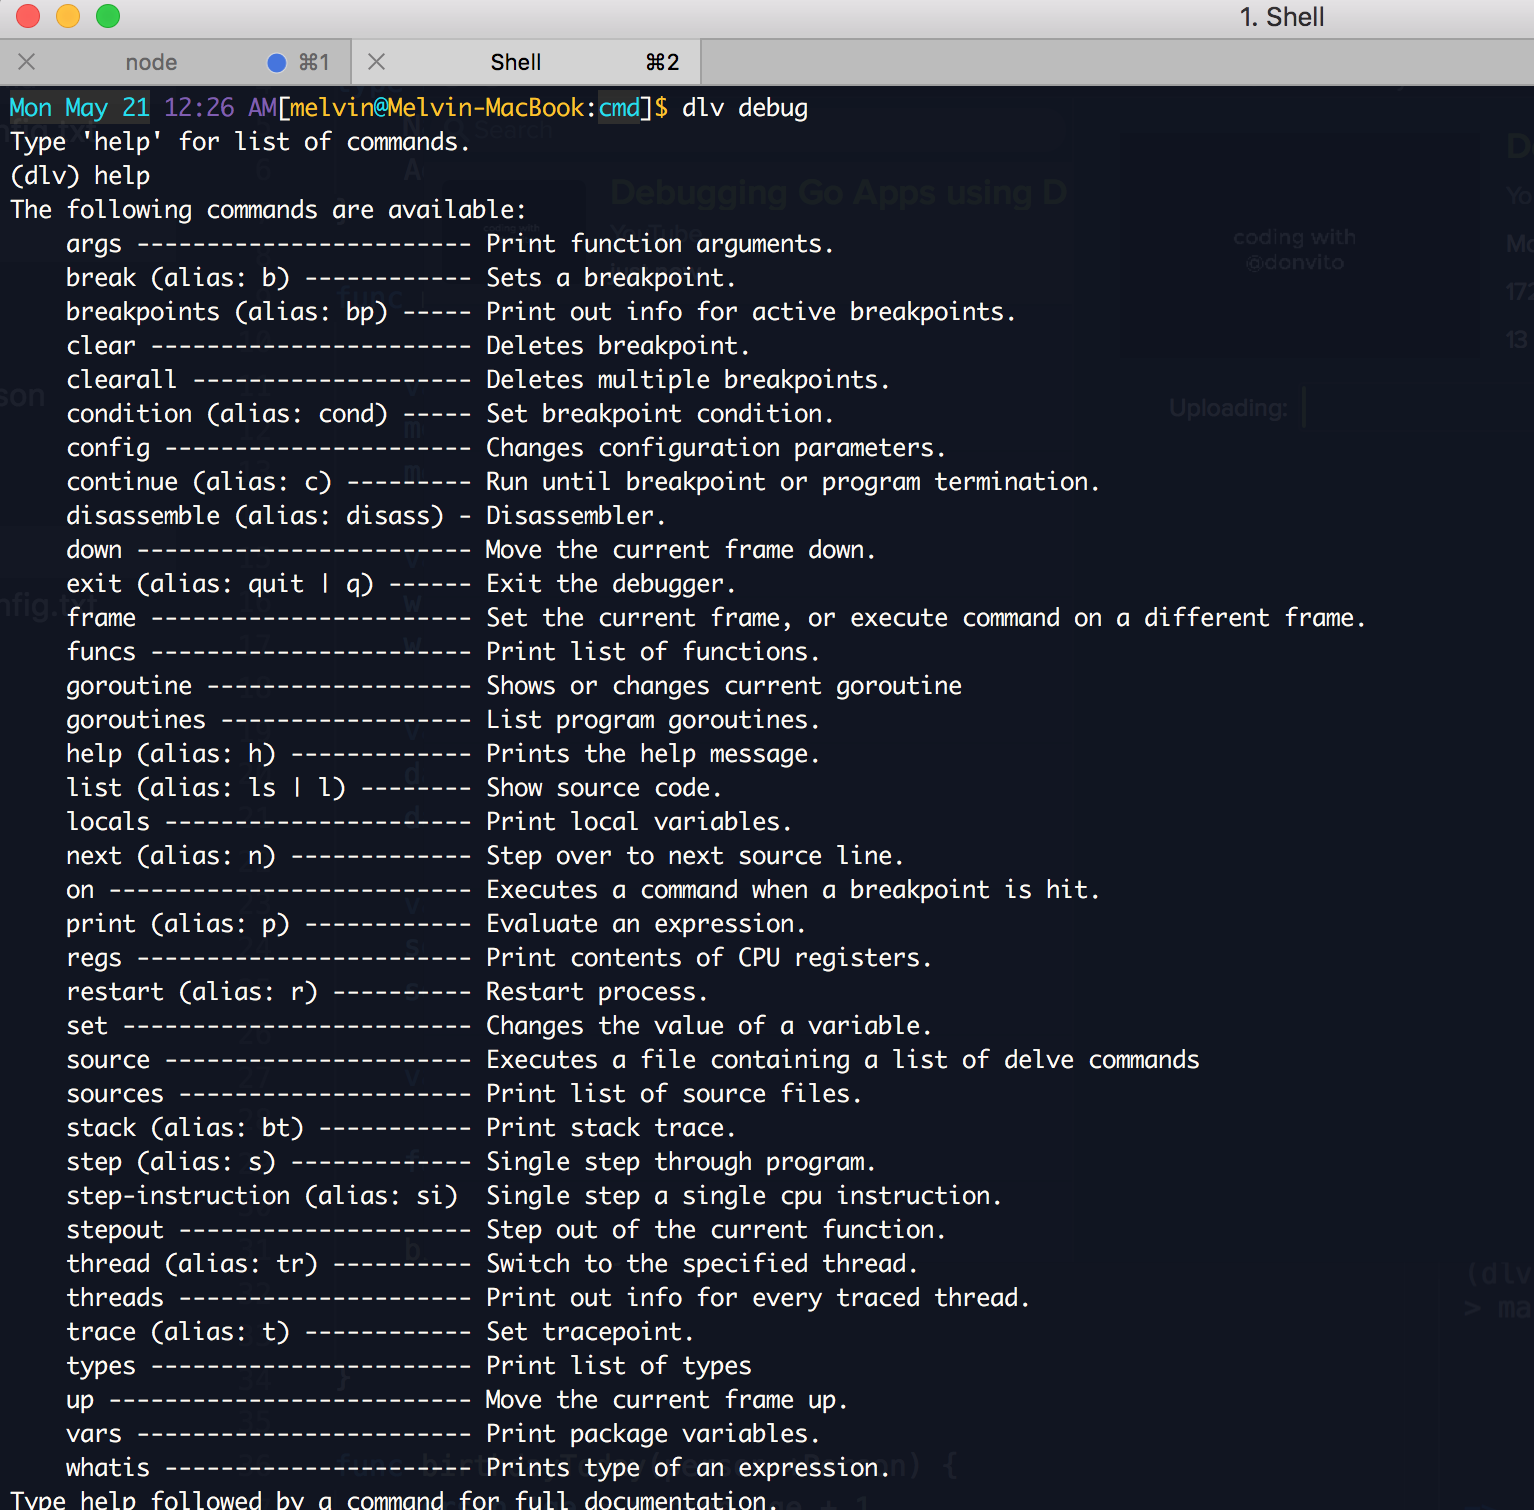 1. Shell
node ⌘1 Shell ⌘2
Mon May 21 12:26 AM[melvin@Melvin-MacBook:cmd]$ dlv debug
Type 'help' for list of commands.
Search
(dlv) help
Debugging Go Apps using D
The following commands are available:
YouTube
coding with
@donvito
args ------------------------ Print function arguments.
break (alias: b) ------------ Sets a breakpoint.
breakpoints (alias: bp) ----- Print out info for active breakpoints.
clear ----------------------- Deletes breakpoint.
clearall -------------------- Deletes multiple breakpoints.
Uploading:
condition (alias: cond) ----- Set breakpoint condition.
config ---------------------- Changes configuration parameters.
continue (alias: c) --------- Run until breakpoint or program termination.
disassemble (alias: disass) - Disassembler.
down ------------------------ Move the current frame down.
exit (alias: quit | q) ------ Exit the debugger.
frame ----------------------- Set the current frame, or execute command on a different frame.
funcs ----------------------- Print list of functions.
goroutine ------------------- Shows or changes current goroutine
goroutines ------------------ List program goroutines.
help (alias: h) ------------- Prints the help message.
list (alias: ls | l) -------- Show source code.
locals ---------------------- Print local variables.
next (alias: n) ------------- Step over to next source line.
on -------------------------- Executes a command when a breakpoint is hit.
print (alias: p) ------------ Evaluate an expression.
regs ------------------------ Print contents of CPU registers.
restart (alias: r) ---------- Restart process.
set ------------------------- Changes the value of a variable.
source ---------------------- Executes a file containing a list of delve commands
sources --------------------- Print list of source files.
stack (alias: bt) ----------- Print stack trace.
step (alias: s) ------------- Single step through program.
step-instruction (alias: si)  Single step a single cpu instruction.
stepout --------------------- Step out of the current function.
thread (alias: tr) ---------- Switch to the specified thread.
threads --------------------- Print out info for every traced thread.
trace (alias: t) ------------ Set tracepoint.
types ----------------------- Print list of types
up -------------------------- Move the current frame up.
vars ------------------------ Print package variables.
whatis ---------------------- Prints type of an expression.
Type help followed by a command for full documentation.